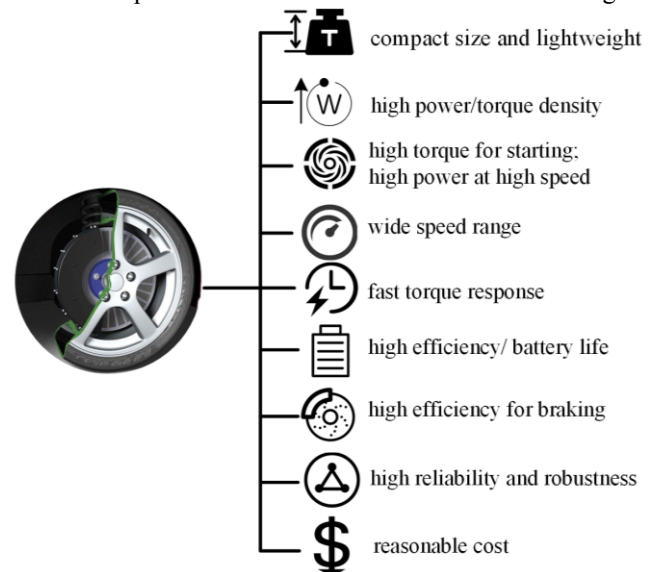 T
compact size and lightweight
W
high power/torque density
high torque for starting;
high power at high speed
wide speed range
fast torque response
high efficiency/ battery life
high efficiency for braking
high reliability and robustness
$
reasonable cost